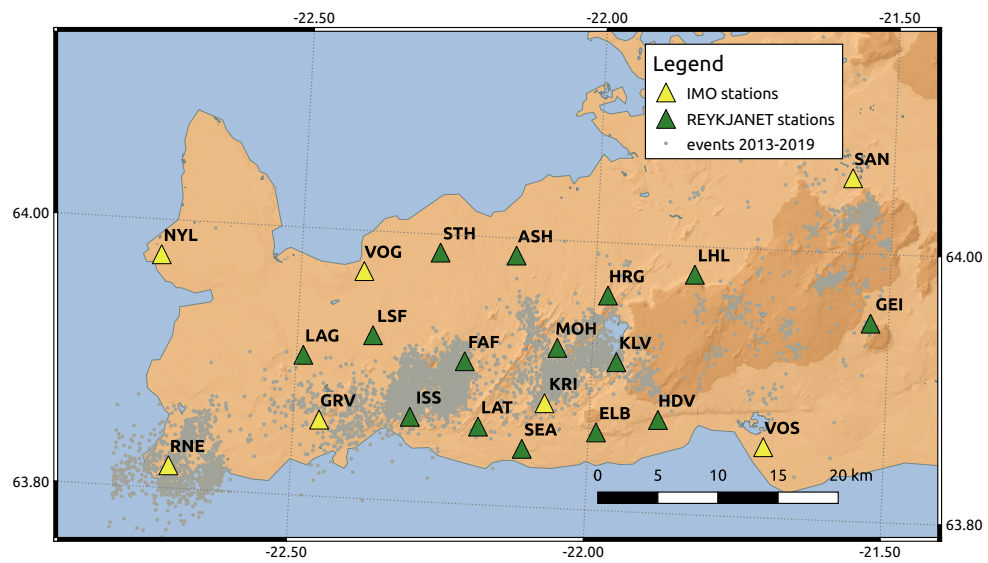 -22.50 -22.00 -21.50
Legend
IMO stations
REYKJANET stations
events 2013-2019
SAN
64.00
NYL
STH
ASH
VOG
LHL
64.00
HRG
GEI
LSF
LAG
MOH
FAF
KLV
KRI
ISS
GRV
LAT
ELB
HDV
SEA
VOS
RNE
0 5 10 15 20 km
63.80
63.80
-22.50 -22.00 -21.50